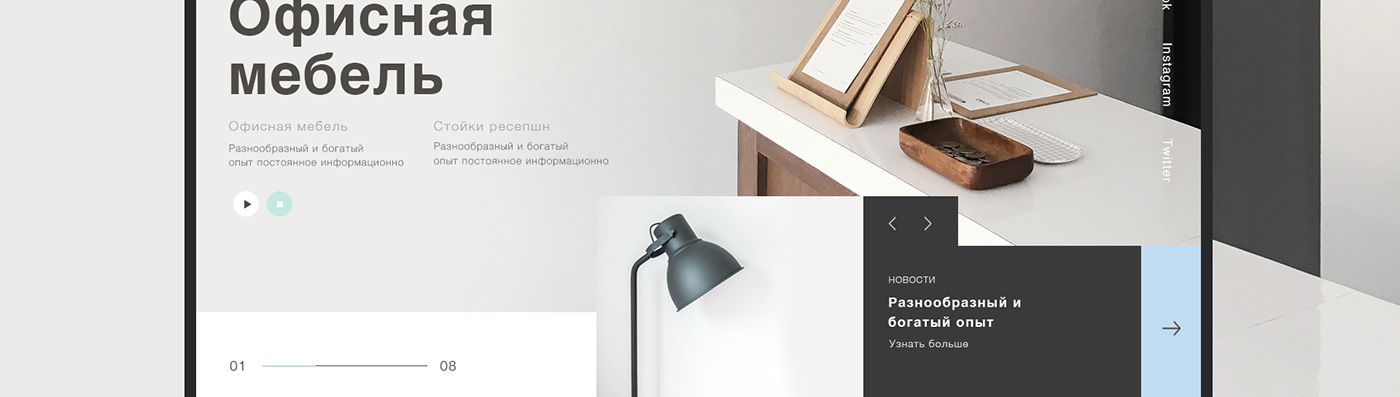 Офисная
мебель
Офисная мебель
Разнообразный и богатый
опыт постоянное информационно
Стойки ресепшн
Разнообразный и богатый
опыт постоянное информационно
01
08
НОВОСТИ
Разнообразный и
богатый опыт
Узнать больше
Instagram
Twitter